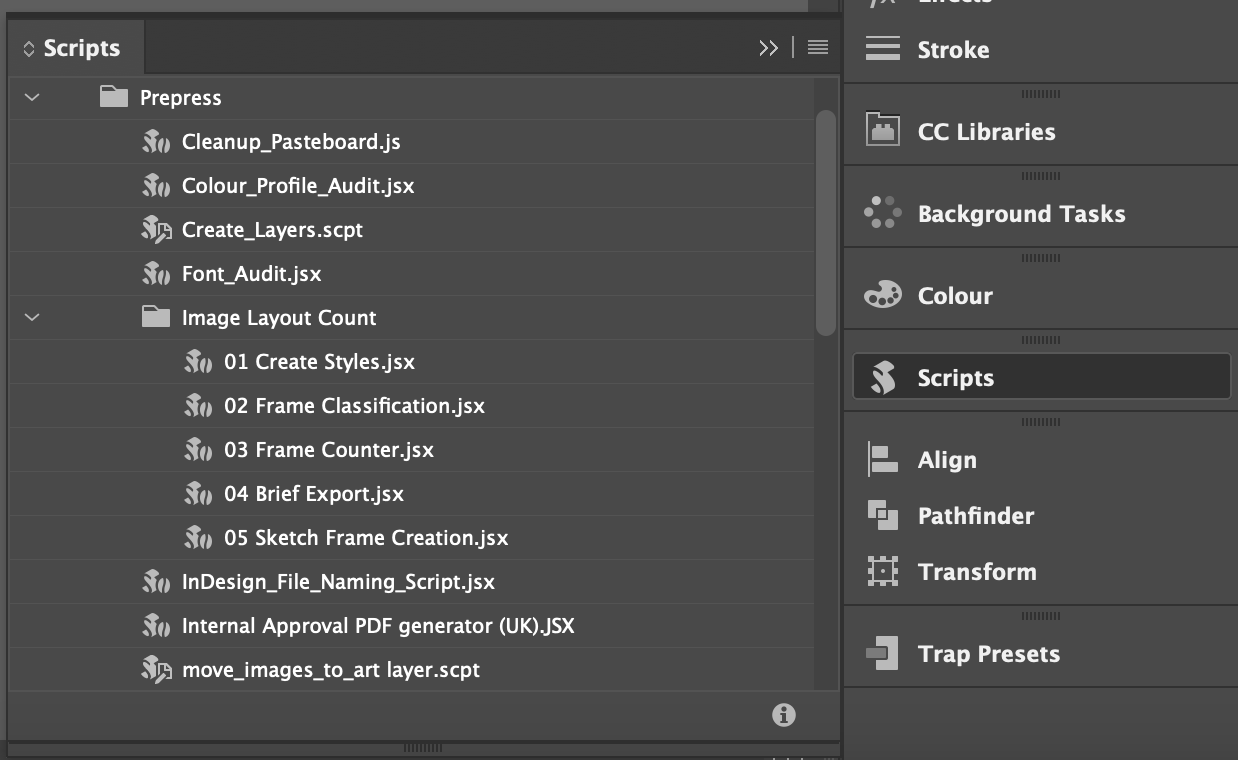 Scripts
Prepress
Cleanup_Pasteboard.js
Colour_Profile_Audit.jsx
Create_Layers.scpt
Font_Audit.jsx
Image Layout Count
01 Create Styles.jsx
02 Frame Classification.jsx
03 Frame Counter.jsx
04 Brief Export.jsx
05 Sketch Frame Creation.jsx
InDesign_File_Naming_Script.jsx
Internal Approval PDF generator (UK).JSX
move_images_to_art layer.scpt
Effects
Stroke
CC Libraries
Background Tasks
Colour
Scripts
Align
Pathfinder
Transform
Trap Presets